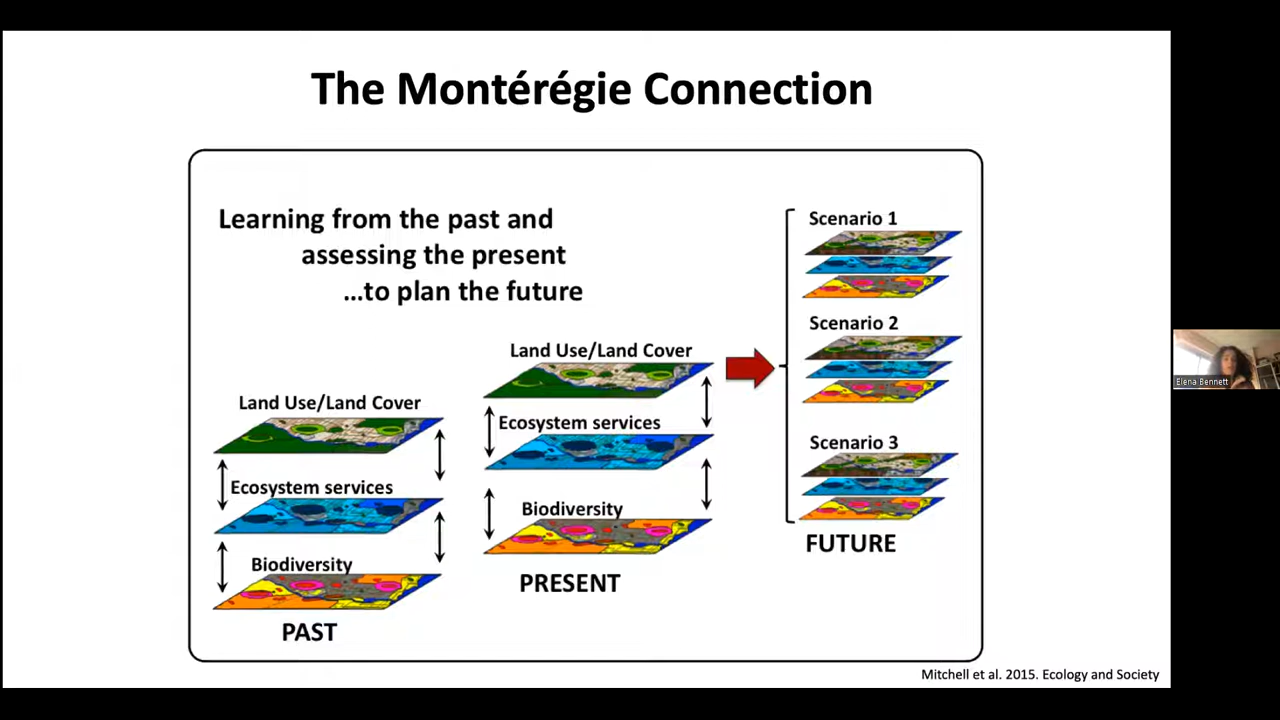 The Montérégie Connection
Learning from the past and
assessing the present
...to plan the future
Land Use/Land Cover
Ecosystem services
Biodiversity
PAST
Land Use/Land Cover
Ecosystem services
Biodiversity
PRESENT
Scenario 1
Scenario 2
Scenario 3
FUTURE
Mitchell et al. 2015. Ecology and Society
Elena Bennett